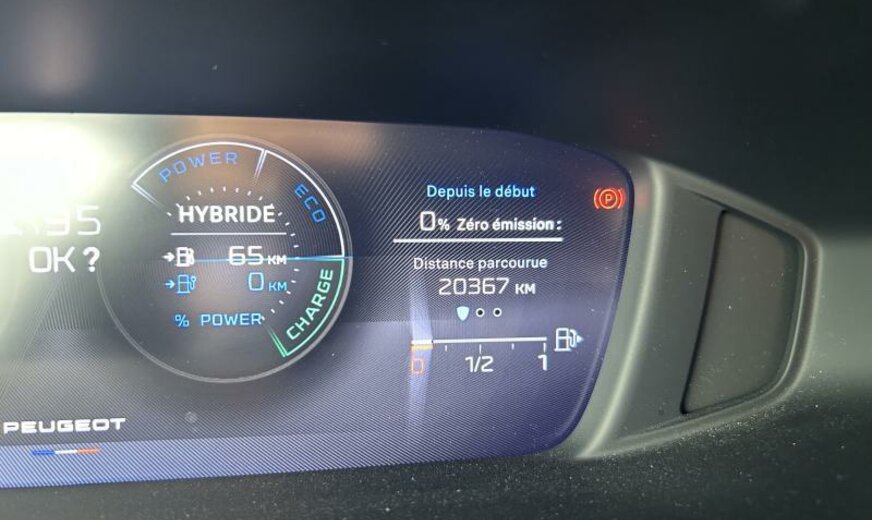 POWER
ECO
HYBRIDE
OK ?
65 KM
0 KM
% POWER
CHARGE
Depuis le début
0% Zéro émission :
Distance parcourue
20367 KM
0 1/2 1
P
PEUGEOT